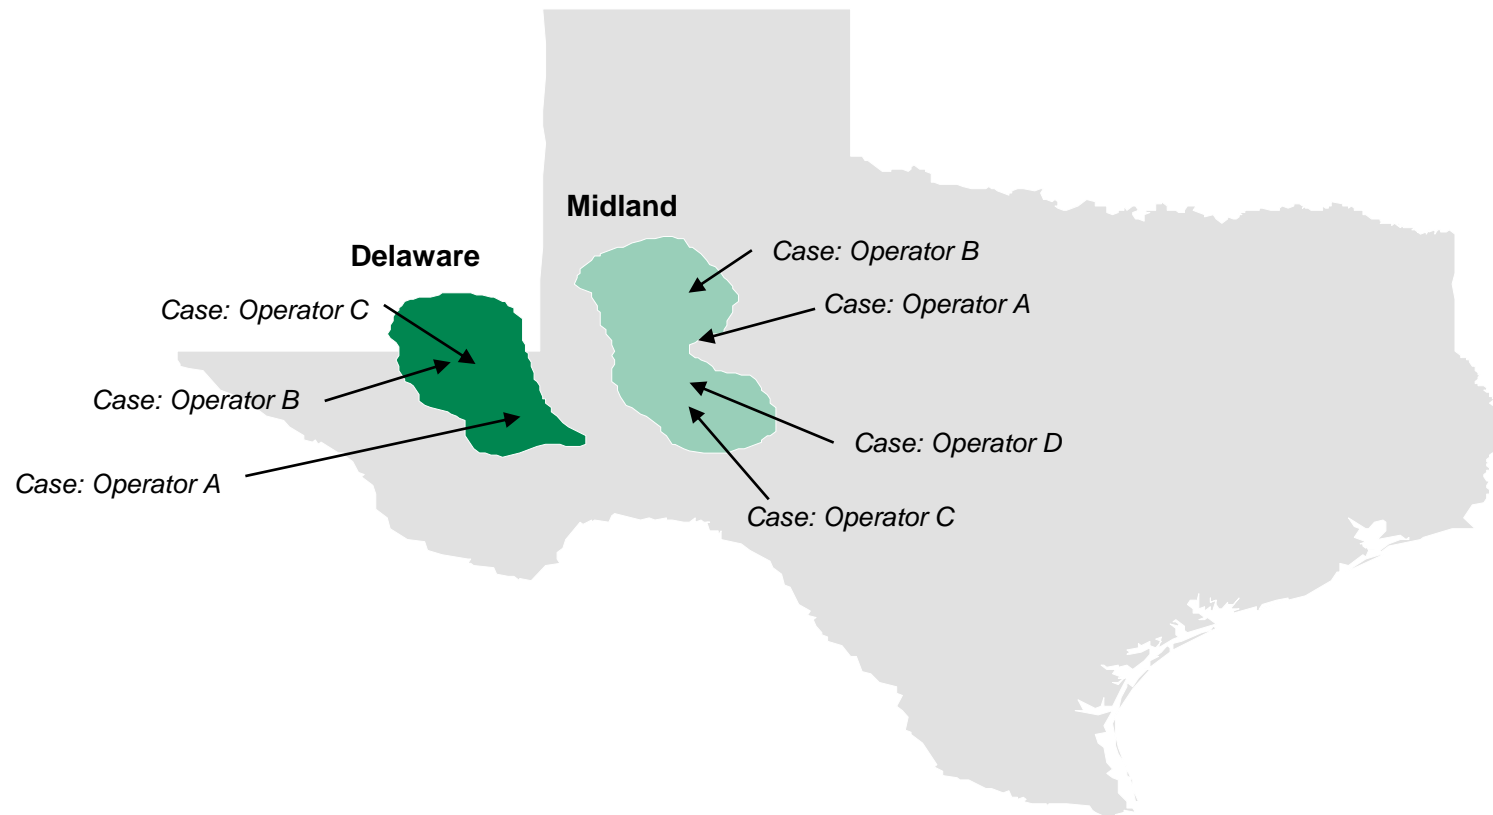 Midland
Case: Operator B
Delaware
Case: Operator C
Case: Operator A
Case: Operator B
Case: Operator D
Case: Operator A
Case: Operator C